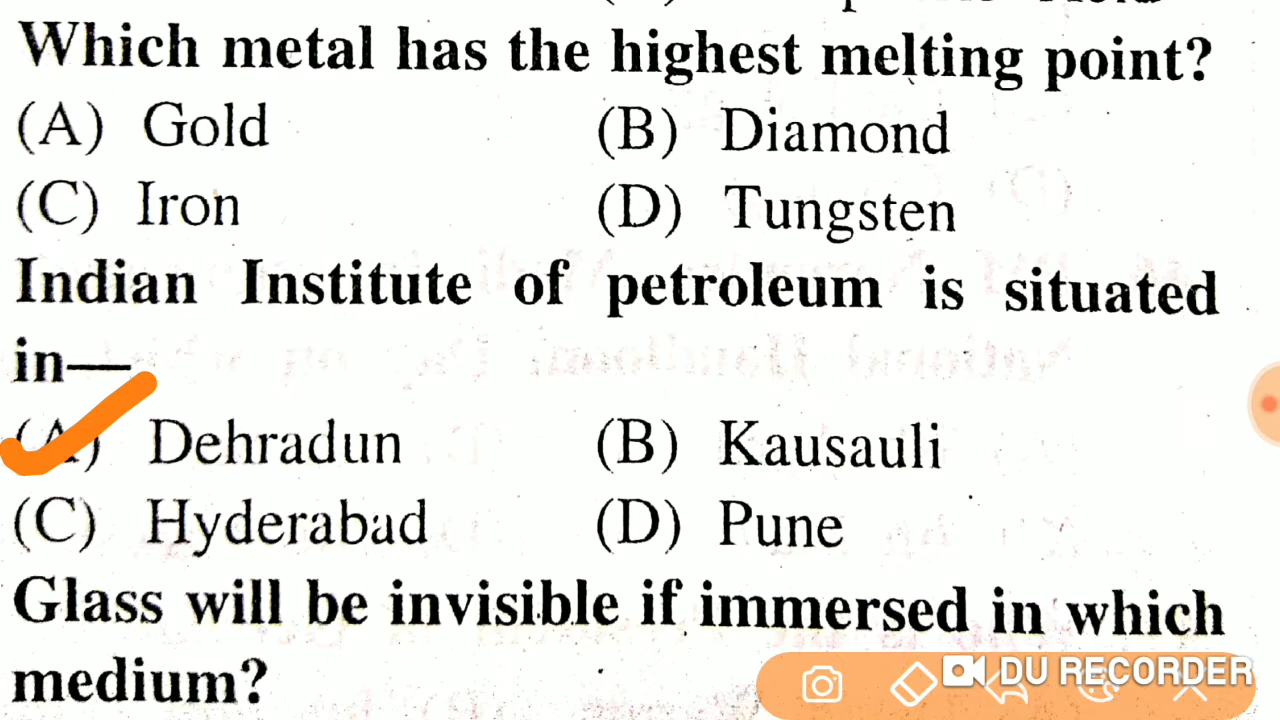 Which metal has the highest melting point?
(A) Gold (B) Diamond
(C) Iron (D) Tungsten
Indian Institute of petroleum is situated
in—
(A) Dehradun (B) Kausauli
(C) Hyderabad (D) Pune
Glass will be invisible if immersed in which
medium?
DU RECORDER